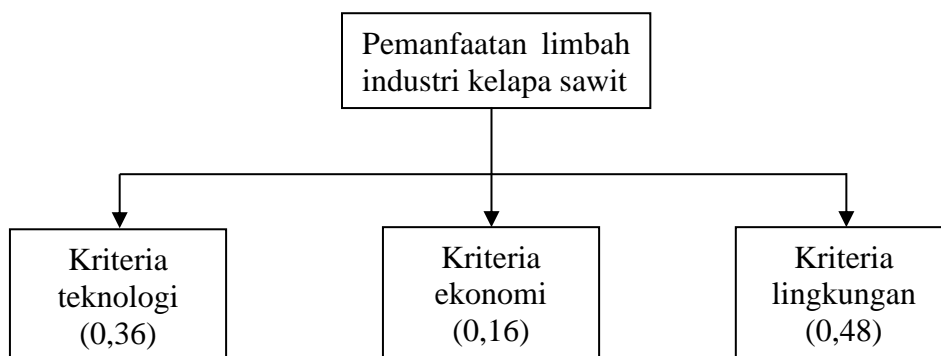 Pemanfaatan limbah
industri kelapa sawit
Kriteria
teknologi
(0,36)
Kriteria
ekonomi
(0,16)
Kriteria
lingkungan
(0,48)